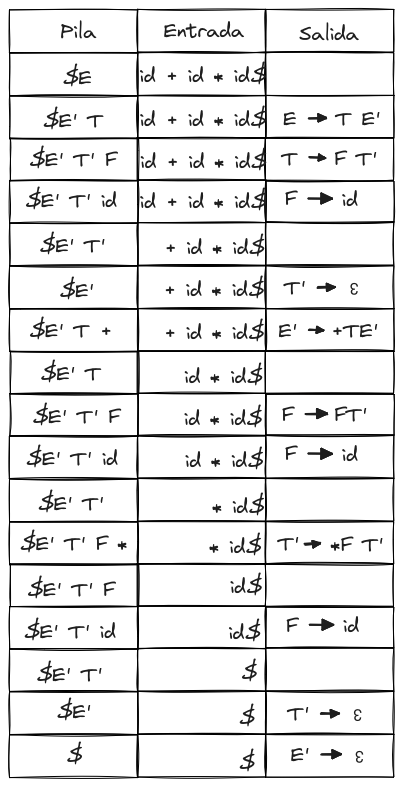 Pila Entrada Salida
$E id + id * id$
$E' T id + id * id$ E → T E'
$E' T' F id + id * id$ T → F T'
$E' T' id id + id * id$ F → id
$E' T' + id * id$
$E' + id * id$ T' → ε
$E' T + + id * id$ E' → +TE'
$E' T id * id$
$E' T' F id * id$ F → FT'
$E' T' id id * id$ F → id
$E' T' * id$
$E' T' F * * id$ T' → *F T'
$E' T' F id$
$E' T' id id$ F → id
$E' T' $
$E' $ T' → ε
$ $ E' → ε